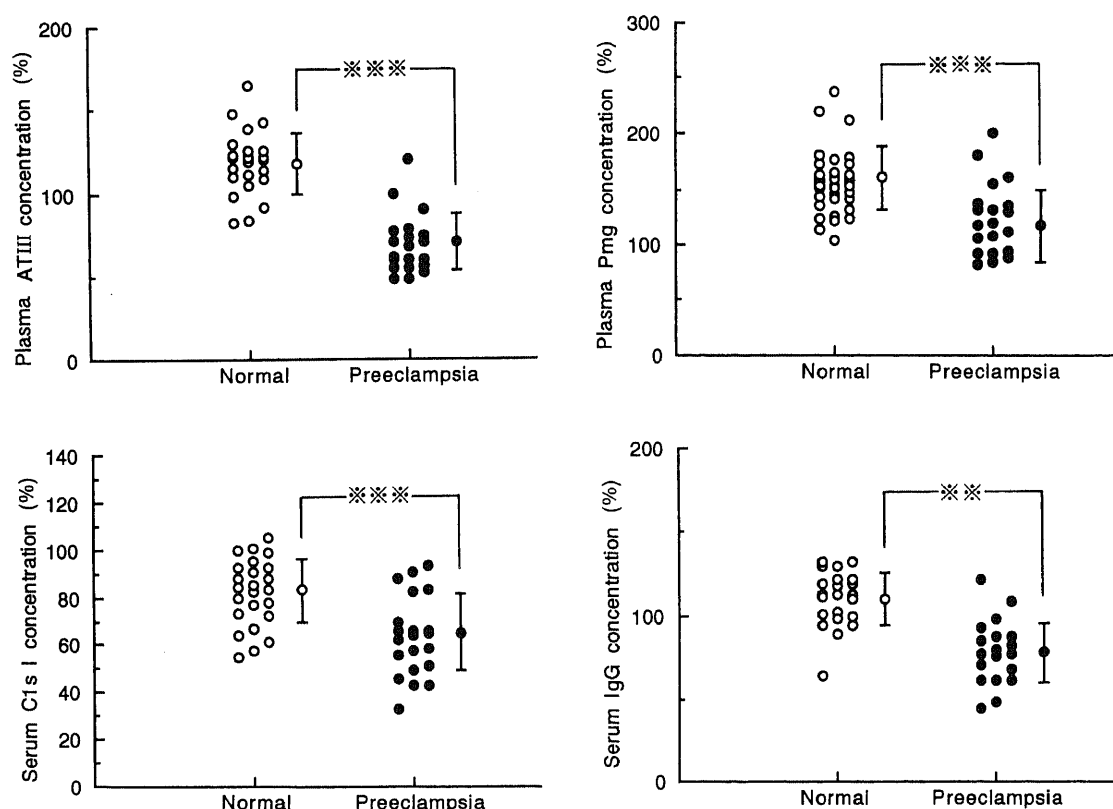 Plasma ATIII concentration (%)
200
100
0
※※※
Normal Preeclampsia
Plasma Pmg concentration (%)
300
200
150
100
0
※※※
Normal Preeclampsia
Serum C1s I concentration (%)
140
120
100
80
60
40
20
0
※※※
Normal Preeclampsia
Serum IgG concentration (%)
200
100
0
※※
Normal Preeclampsia